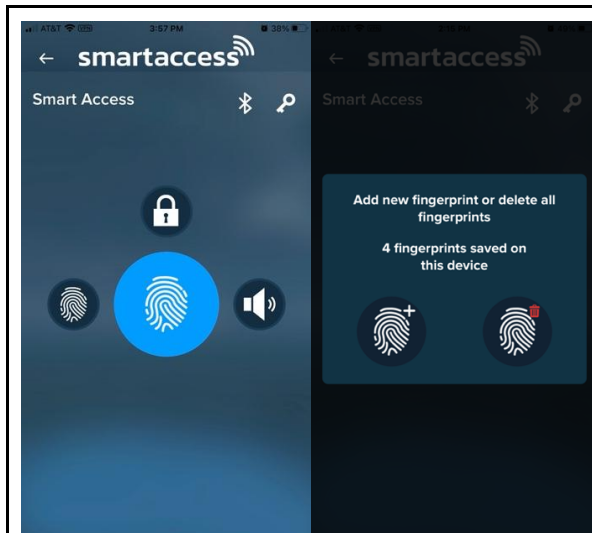 AT&T
3:57 PM
38%
smartaccess
Smart Access
smartaccess
Smart Access
Add new fingerprint or delete all
fingerprints
4 fingerprints saved on
this device